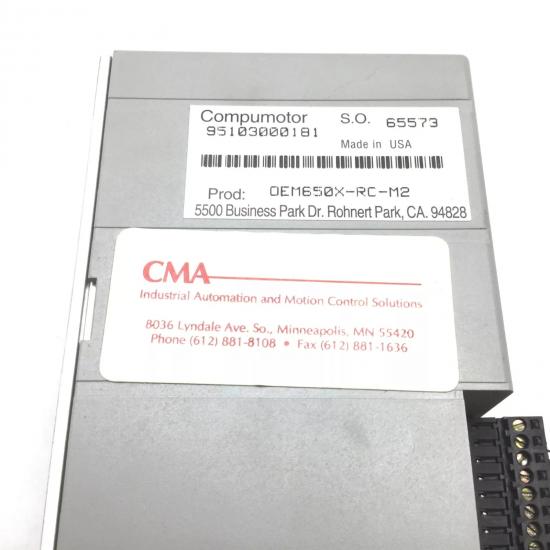 Compumotor S.O. 65573
95103000181
Made in USA
Prod: OEM650X-RC-M2
5500 Business Park Dr. Rohnert Park, CA. 94828
CMA
Industrial Automation and Motion Control Solutions
8036 Lyndale Ave. So., Minneapolis, MN 55420
Phone (612) 881-8108 • Fax (612) 881-1636